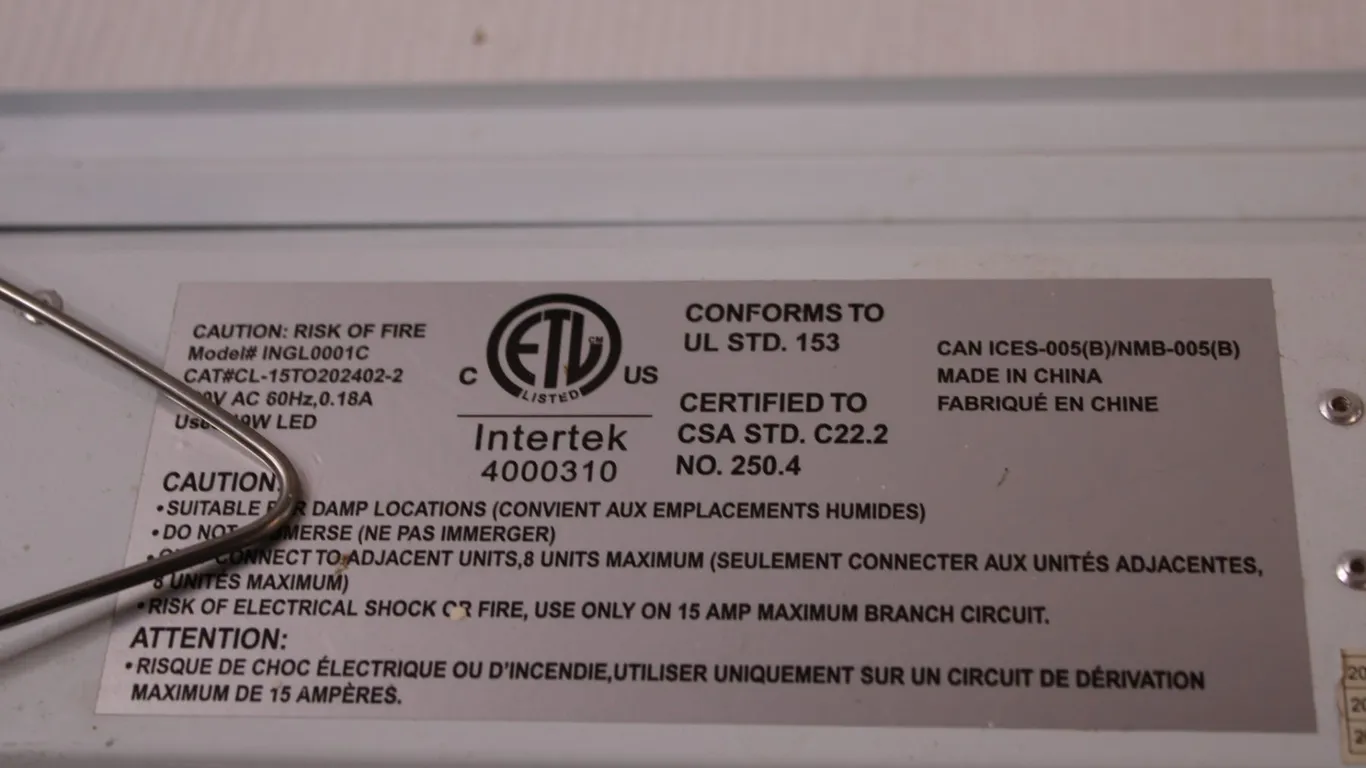 CAUTION: RISK OF FIRE
Model# INGL0001C
CAT#CL-15TO202402-2
V AC 60Hz,0.18A
W LED
ETL CM
LISTED
C US
Intertek
4000310
CONFORMS TO
UL STD. 153
CERTIFIED TO
CSA STD. C22.2
NO. 250.4
CAN ICES-005(B)/NMB-005(B)
MADE IN CHINA
FABRIQUÉ EN CHINE
CAUTION:
•SUITABLE DAMP LOCATIONS (CONVIENT AUX EMPLACEMENTS HUMIDES)
•DO NOT (NE PAS IMMERGER)
CONNECT TO ADJACENT UNITS,8 UNITS MAXIMUM (SEULEMENT CONNECTER AUX UNITÉS ADJACENTES,
8 UNITÉS MAXIMUM)
•RISK OF ELECTRICAL SHOCK OR FIRE, USE ONLY ON 15 AMP MAXIMUM BRANCH CIRCUIT.
ATTENTION:
•RISQUE DE CHOC ÉLECTRIQUE OU D'INCENDIE,UTILISER UNIQUEMENT SUR UN CIRCUIT DE DÉRIVATION
MAXIMUM DE 15 AMPÈRES.